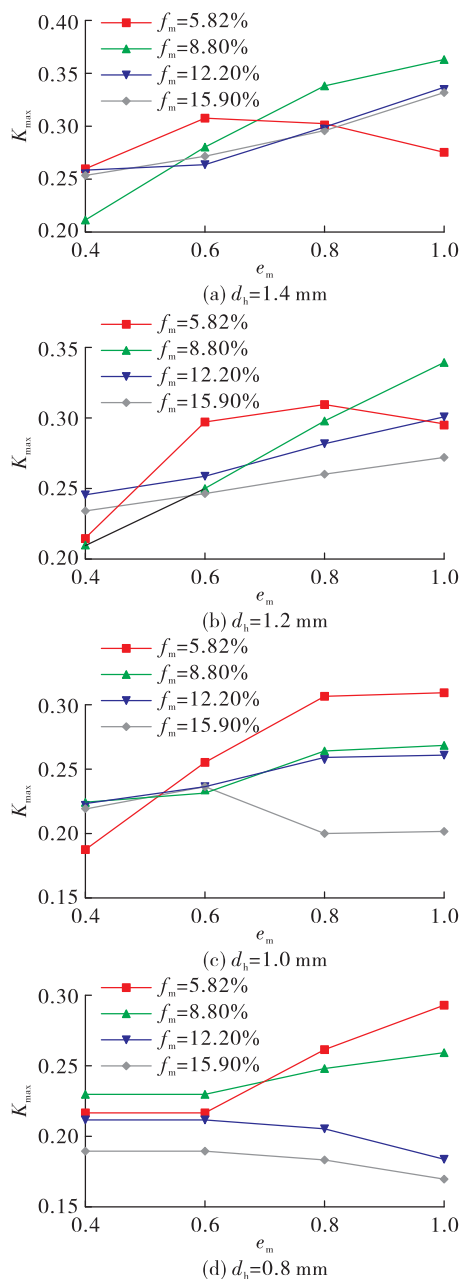 0.40
0.35
0.30
0.25
0.20
K_max
f_m=5.82%
f_m=8.80%
f_m=12.20%
f_m=15.90%
0.4 0.6 0.8 1.0
e_m
(a) d_h=1.4 mm
f_m=5.82%
f_m=8.80%
f_m=12.20%
f_m=15.90%
0.35
0.30
0.25
0.20
K_max
0.4 0.6 0.8 1.0
e_m
(b) d_h=1.2 mm
f_m=5.82%
f_m=8.80%
f_m=12.20%
f_m=15.90%
0.30
0.25
0.20
0.15
K_max
0.4 0.6 0.8 1.0
e_m
(c) d_h=1.0 mm
f_m=5.82%
f_m=8.80%
f_m=12.20%
f_m=15.90%
0.30
0.25
0.20
0.15
K_max
0.4 0.6 0.8 1.0
e_m
(d) d_h=0.8 mm